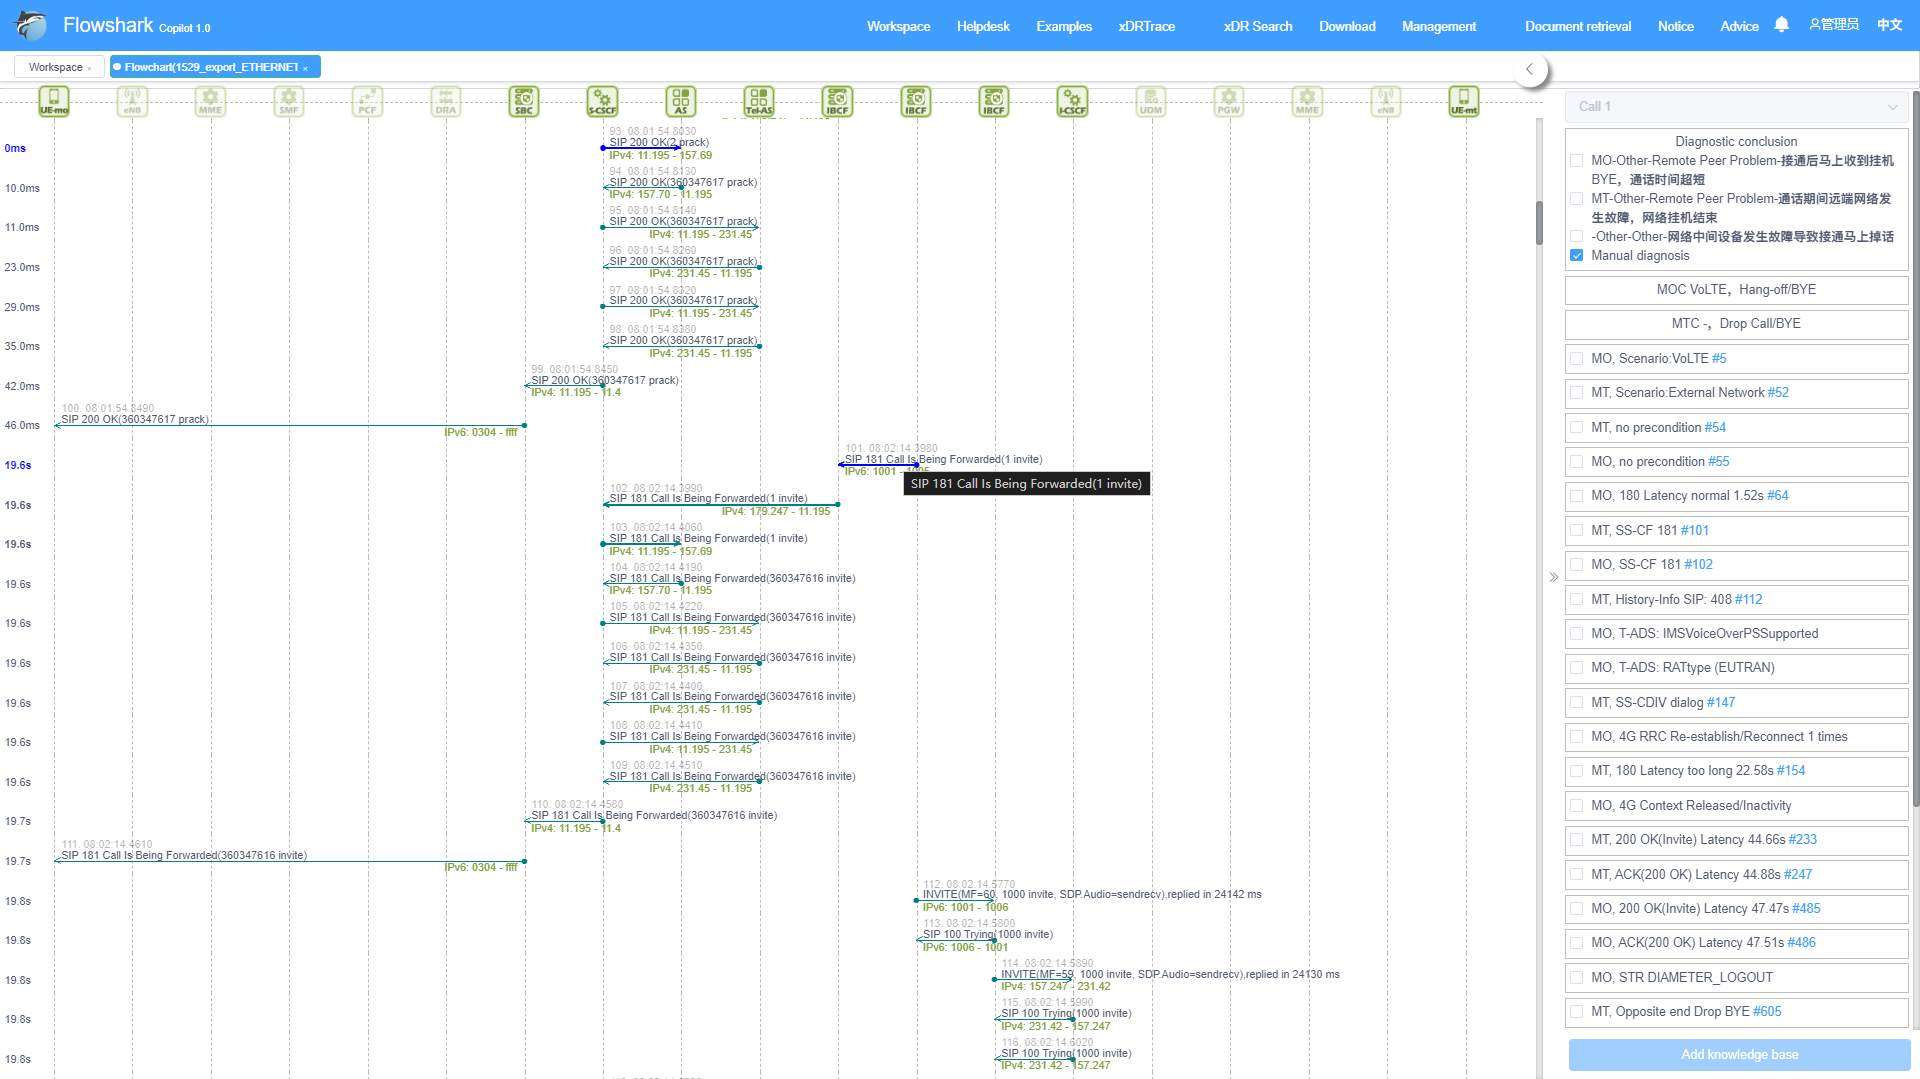 Flowshark Copilot 1.0
Workspace Helpdesk Examples xDRTrace xDR Search Download Management Document retrieval Notice Advice 管理员 中文
Workspace ×
Flowchart(1529_export_ETHERNET ×
UE-mo eNB MME SMF PCF DRA SBC S-CSCF AS Tel-AS IBCF IBCF IBCF I-CSCF UDM PGW MME eNB UE-mt
93. 08:01:54.8030
0ms SIP 200 OK(2 prack)
IPv4: 11.195 - 157.69
94. 08:01:54.8130
10.0ms SIP 200 OK(360347617 prack)
IPv4: 157.70 - 11.195
95. 08:01:54.8140
11.0ms SIP 200 OK(360347617 prack)
IPv4: 11.195 - 231.45
96. 08:01:54.8260
23.0ms SIP 200 OK(360347617 prack)
IPv4: 231.45 - 11.195
97. 08:01:54.8320
29.0ms SIP 200 OK(360347617 prack)
IPv4: 11.195 - 231.45
98. 08:01:54.8380
35.0ms SIP 200 OK(360347617 prack)
IPv4: 231.45 - 11.195
99. 08:01:54.8450
42.0ms SIP 200 OK(360347617 prack)
IPv4: 11.195 - 11.4
100. 08:01:54.8490
46.0ms SIP 200 OK(360347617 prack)
IPv6: 0304 - ffff
101. 08:02:14.3980
19.6s SIP 181 Call Is Being Forwarded(1 invite)
IPv6: 1001 - 1005
SIP 181 Call Is Being Forwarded(1 invite)
102. 08:02:14.3990
19.6s SIP 181 Call Is Being Forwarded(1 invite)
IPv4: 179.247 - 11.195
103. 08:02:14.4060
19.6s SIP 181 Call Is Being Forwarded(1 invite)
IPv4: 11.195 - 157.69
104. 08:02:14.4190
19.6s SIP 181 Call Is Being Forwarded(360347616 invite)
IPv4: 157.70 - 11.195
105. 08:02:14.4220
19.6s SIP 181 Call Is Being Forwarded(360347616 invite)
IPv4: 11.195 - 231.45
106. 08:02:14.4350
19.6s SIP 181 Call Is Being Forwarded(360347616 invite)
IPv4: 231.45 - 11.195
107. 08:02:14.4400
19.6s SIP 181 Call Is Being Forwarded(360347616 invite)
IPv4: 231.45 - 11.195
108. 08:02:14.4410
19.6s SIP 181 Call Is Being Forwarded(360347616 invite)
IPv4: 11.195 - 231.45
109. 08:02:14.4510
19.6s SIP 181 Call Is Being Forwarded(360347616 invite)
IPv4: 231.45 - 11.195
110. 08:02:14.4580
19.7s SIP 181 Call Is Being Forwarded(360347616 invite)
IPv4: 11.195 - 11.4
111. 08:02:14.4610
19.7s SIP 181 Call Is Being Forwarded(360347616 invite)
IPv6: 0304 - ffff
112. 08:02:14.5770
19.8s INVITE(MF=60, 1000 invite, SDP.Audio=sendrecv),replied in 24142 ms
IPv6: 1001 - 1006
113. 08:02:14.5800
19.8s SIP 100 Trying(1000 invite)
IPv6: 1006 - 1001
114. 08:02:14.5890
19.8s INVITE(MF=59, 1000 invite, SDP.Audio=sendrecv),replied in 24130 ms
IPv4: 157.247 - 231.42
115. 08:02:14.5990
19.8s SIP 100 Trying(1000 invite)
IPv4: 231.42 - 157.247
116. 08:02:14.6020
19.8s SIP 100 Trying(1000 invite)
IPv4: 231.42 - 157.247
Call 1
Diagnostic conclusion
MO-Other-Remote Peer Problem-接通后马上收到挂机
BYE，通话时间超短
MT-Other-Remote Peer Problem-通话期间远端网络发
生故障，网络挂机结束
-Other-Other-网络中间设备发生故障导致接通马上掉话
Manual diagnosis
MOC VoLTE，Hang-off/BYE
MTC -，Drop Call/BYE
MO, Scenario:VoLTE #5
MT, Scenario:External Network #52
MT, no precondition #54
MO, no precondition #55
MO, 180 Latency normal 1.52s #64
MT, SS-CF 181 #101
MO, SS-CF 181 #102
MT, History-Info SIP: 408 #112
MO, T-ADS: IMSVoiceOverPSSupported
MO, T-ADS: RATtype (EUTRAN)
MT, SS-CDIV dialog #147
MO, 4G RRC Re-establish/Reconnect 1 times
MT, 180 Latency too long 22.58s #154
MO, 4G Context Released/Inactivity
MT, 200 OK(Invite) Latency 44.66s #233
MT, ACK(200 OK) Latency 44.88s #247
MO, 200 OK(Invite) Latency 47.47s #485
MO, ACK(200 OK) Latency 47.51s #486
MO, STR DIAMETER_LOGOUT
MT, Opposite end Drop BYE #605
Add knowledge base